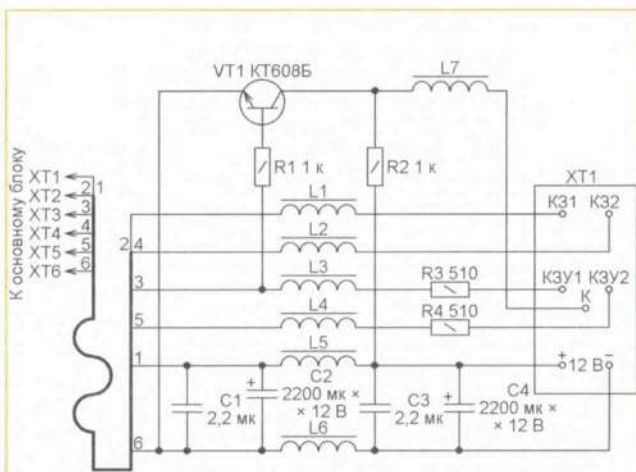 VT1 КТ608Б
L7
R1 1 к
R2 1 к
XT1
К основному блоку
XT1
2
1
XT2
3
XT3
4
XT4
5
XT5
6
XT6
L1
КЗ1
КЗ2
2
4
L2
3
L3
R3 510
КЗУ1
КЗУ2
К
5
L4
R4 510
1
L5
+
12 В
−
C1
2,2 мк
+
C2
2200 мк ×
× 12 В
C3
2,2 мк
+
C4
2200 мк ×
× 12 В
6
L6